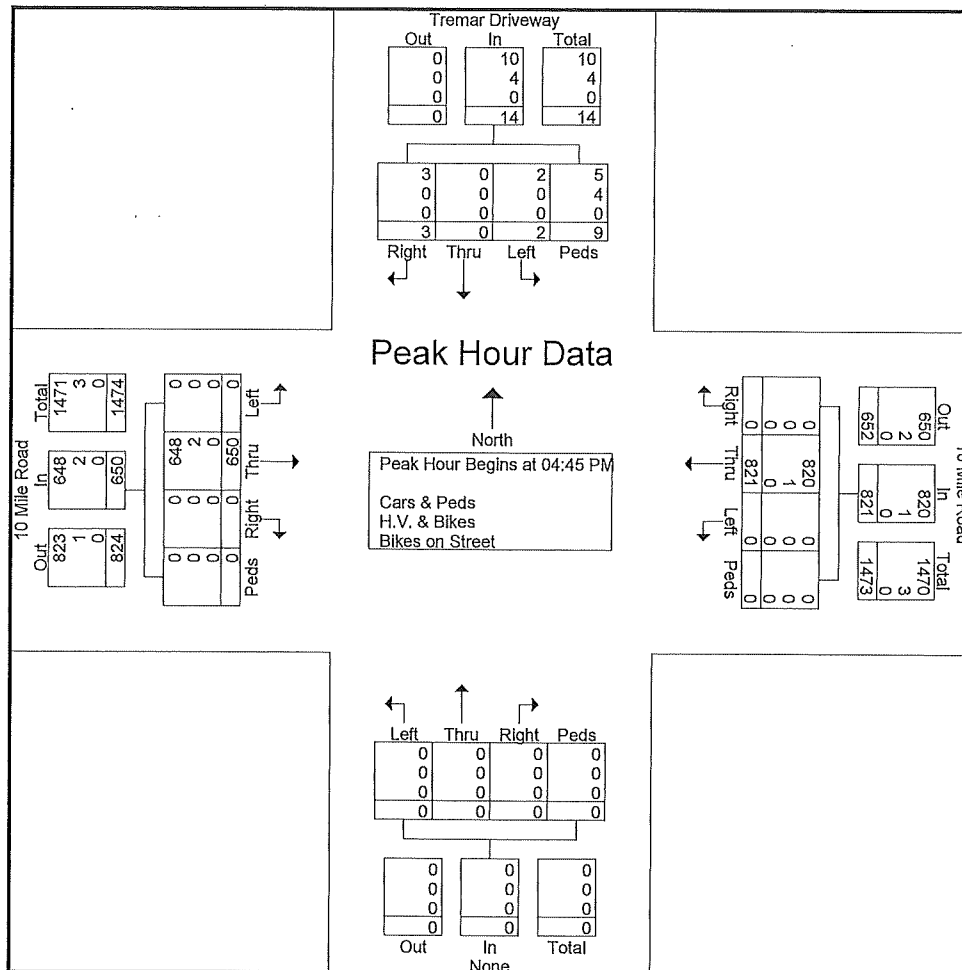 Tremar Driveway
Out In Total
0 10 10
0 4 4
0 0 0
0 14 14
3 0 2 5
0 0 0 4
0 0 0 0
3 0 2 9
Right Thru Left Peds
Peak Hour Data
North
Peak Hour Begins at 04:45 PM
Cars & Peds
H.V. & Bikes
Bikes on Street
10 Mile Road
Out In Total
823 648 1471
1 2 3
0 0 0
824 650 1474
Peds Right Thru Left
0 0 648 0
0 0 2 0
0 0 0 0
0 0 650 0
Right Thru Left Peds
0 820 0 0
0 1 0 0
0 0 0 0
0 821 0 0
Out In Total
650 820 1470
2 1 3
0 0 0
652 821 1473
10 Mile Road
Left Thru Right Peds
0 0 0 0
0 0 0 0
0 0 0 0
0 0 0 0
0 0 0
0 0 0
0 0 0
0 0 0
Out In Total
None